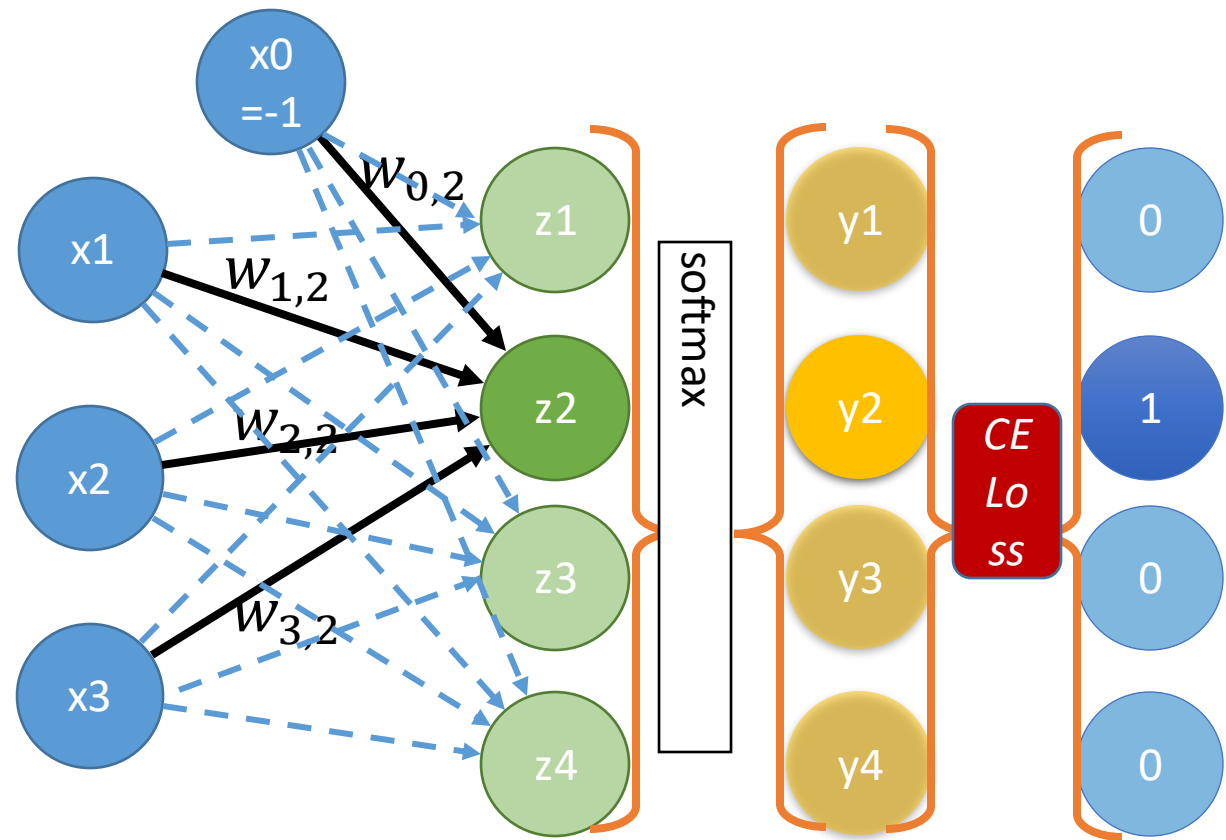 x0
=-1
x1
x2
x3
w0,2
w1,2
w2,2
w3,2
z1
z2
z3
z4
softmax
y1
y2
y3
y4
CE
Lo
ss
0
1
0
0